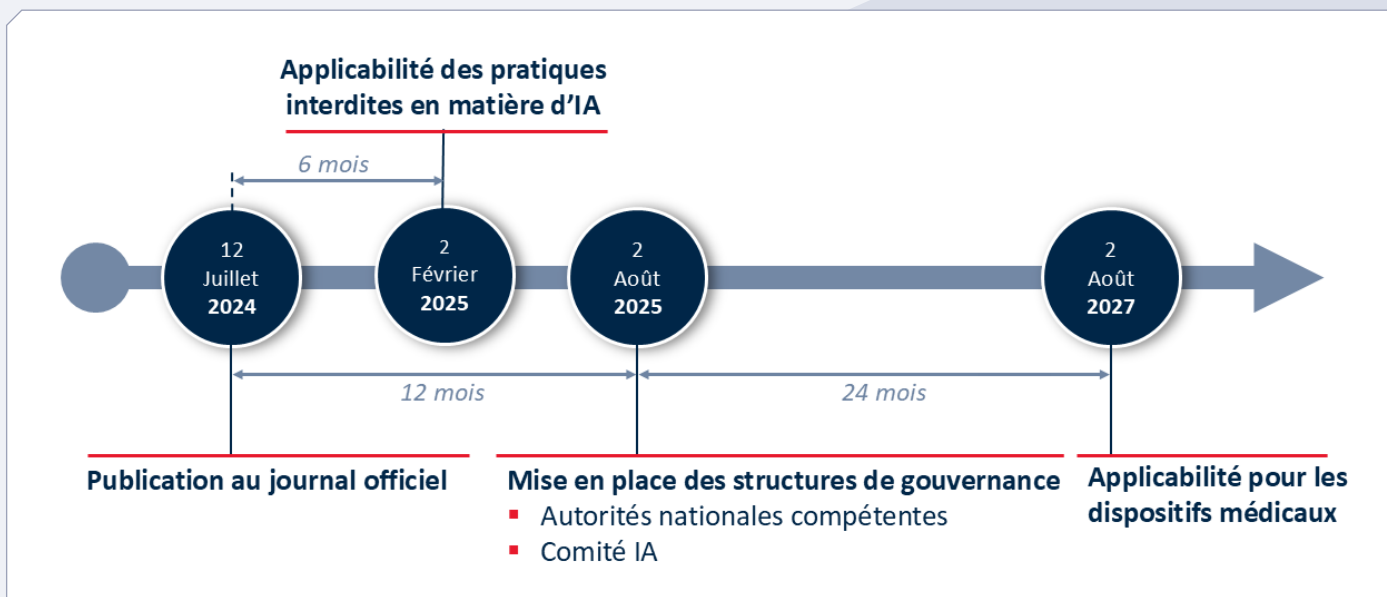 Applicabilité des pratiques
interdites en matière d’IA
6 mois
12
Juillet
2024
2
Février
2025
2
Août
2025
2
Août
2027
12 mois
24 mois
Publication au journal officiel
Mise en place des structures de gouvernance
▪ Autorités nationales compétentes
▪ Comité IA
Applicabilité pour les
dispositifs médicaux